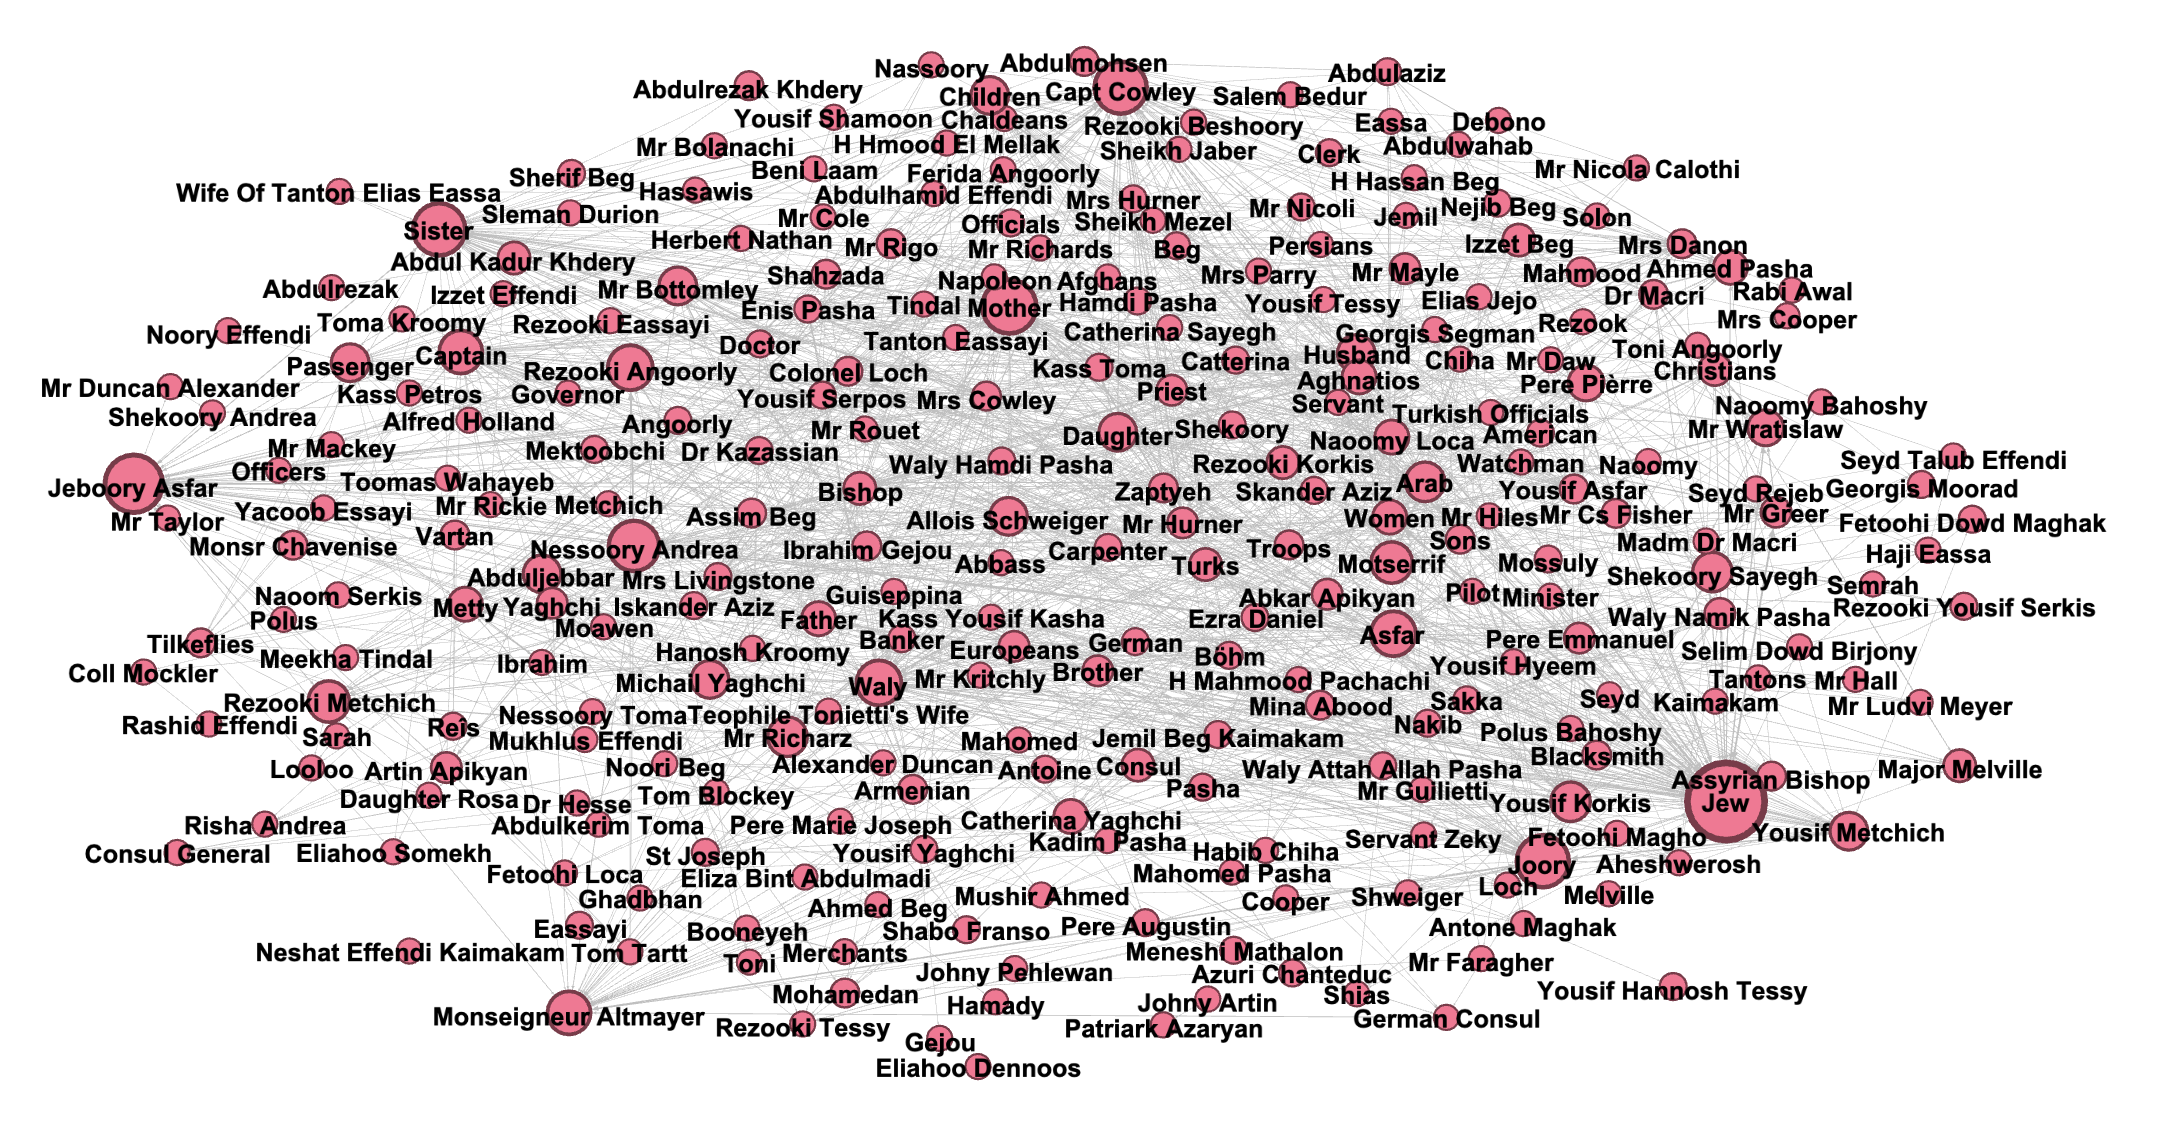 Nassoory
Abdulmohsen
Abdulaziz
Abdulrezak Khdery
Children
Capt Cowley
Salem Bedur
Yousif Shamoon
Chaldeans
Rezooki Beshoory
Eassa
Debono
Mr Bolanachi
H Hmood El Mellak
Sheikh Jaber
Clerk
Abdulwahab
Beni Laam
Ferida Angoorly
Mr Nicola Calothi
Sherif Beg
Hassawis
Wife Of Tanton Elias Eassa
Abdulhamid Effendi
Mrs Hurner
H Hassan Beg
Sleman Durion
Mr Cole
Officials
Sheikh Mezel
Mr Nicoli
Jemil
Nejib Beg
Solon
Sister
Herbert Nathan
Mr Rigo
Mr Richards
Beg
Persians
Izzet Beg
Mrs Danon
Abdul Kadur Khdery
Shahzada
Napoleon
Afghans
Mrs Parry
Mr Mayle
Mahmood
Ahmed Pasha
Abdulrezak
Izzet Effendi
Mr Bottomley
Enis Pasha
Tindal
Mother
Hamdi Pasha
Yousif Tessy
Elias Jejo
Dr Macri
Rabi Awal
Noory Effendi
Toma Kroomy
Rezooki Eassayi
Doctor
Tanton Eassayi
Catherina Sayegh
Georgis Segman
Rezook
Mrs Cooper
Passenger
Captain
Rezooki Angoorly
Colonel Loch
Kass Toma
Catterina
Husband
Chiha
Mr Daw
Toni Angoorly
Mr Duncan Alexander
Kass Petros
Governor
Yousif Serpos
Mrs Cowley
Priest
Aghnatios
Pere Pièrre
Christians
Shekoory Andrea
Alfred Holland
Angoorly
Mr Rouet
Daughter
Shekoory
Servant
Turkish Officials
Naoomy Bahoshy
Mr Mackey
Mektoobchi
Dr Kazassian
Naoomy Loca
American
Mr Wratislaw
Officers
Toomas Wahayeb
Waly Hamdi Pasha
Rezooki Korkis
Watchman
Naoomy
Seyd Talub Effendi
Jeboory Asfar
Mr Rickie
Metchich
Bishop
Zaptyeh
Skander Aziz
Arab
Yousif Asfar
Seyd Rejeb
Georgis Moorad
Mr Taylor
Yacoob Essayi
Assim Beg
Allois Schweiger
Mr Hurner
Women
Mr Hiles
Mr Cs Fisher
Mr Greer
Fetoohi Dowd Maghak
Monsr Chavenise
Vartan
Nessoory Andrea
Ibrahim Gejou
Abbass
Carpenter
Troops
Sons
Madm Dr Macri
Haji Eassa
Abduljebbar
Mrs Livingstone
Turks
Motserrif
Mossuly
Shekoory Sayegh
Semrah
Naoom Serkis
Metty
Yaghchi
Iskander Aziz
Guiseppina
Abkar Apikyan
Pilot
Minister
Rezooki Yousif Serkis
Polus
Moawen
Father
Kass Yousif Kasha
Ezra Daniel
Asfar
Waly Namik Pasha
Tilkeflies
Meekha Tindal
Ibrahim
Hanosh Kroomy
Banker
Europeans
German
Böhm
Pere Emmanuel
Selim Dowd Birjony
Coll Mockler
Michail Yaghchi
Waly
Mr Kritchly
Brother
H Mahmood Pachachi
Yousif Hyeem
Tantons
Mr Hall
Rezooki Metchich
Nessoory Toma
Teophile Tonietti's Wife
Mina Abood
Sakka
Seyd
Kaimakam
Mr Ludvi Meyer
Rashid Effendi
Sarah
Reis
Mukhlus Effendi
Mr Richarz
Mahomed
Jemil Beg Kaimakam
Nakib
Polus Bahoshy
Looloo
Artin Apikyan
Noori Beg
Alexander Duncan
Antoine
Consul
Waly Attah Allah Pasha
Blacksmith
Assyrian Bishop
Major Melville
Daughter Rosa
Dr Hesse
Tom Blockey
Armenian
Pasha
Mr Guilietti
Yousif Korkis
Jew
Risha Andrea
Abdulkerim Toma
Pere Marie Joseph
Catherina Yaghchi
Servant Zeky
Fetoohi Magho
Yousif Metchich
Consul General
Eliahoo Somekh
St Joseph
Yousif Yaghchi
Kadim Pasha
Habib Chiha
Joory
Aheshwerosh
Fetoohi Loca
Eliza Bint Abdulmadi
Mahomed Pasha
Loch
Melville
Ghadbhan
Ahmed Beg
Mushir Ahmed
Cooper
Shweiger
Eassayi
Booneyeh
Shabo Franso
Pere Augustin
Antone Maghak
Neshat Effendi Kaimakam
Tom Tartt
Toni
Merchants
Meneshi Mathalon
Mr Faragher
Johny Pehlewan
Azuri Chanteduc
Yousif Hannosh Tessy
Mohamedan
Hamady
Johny Artin
Shias
Monseigneur Altmayer
Rezooki Tessy
Patriark Azaryan
German Consul
Gejou
Eliahoo Dennoos